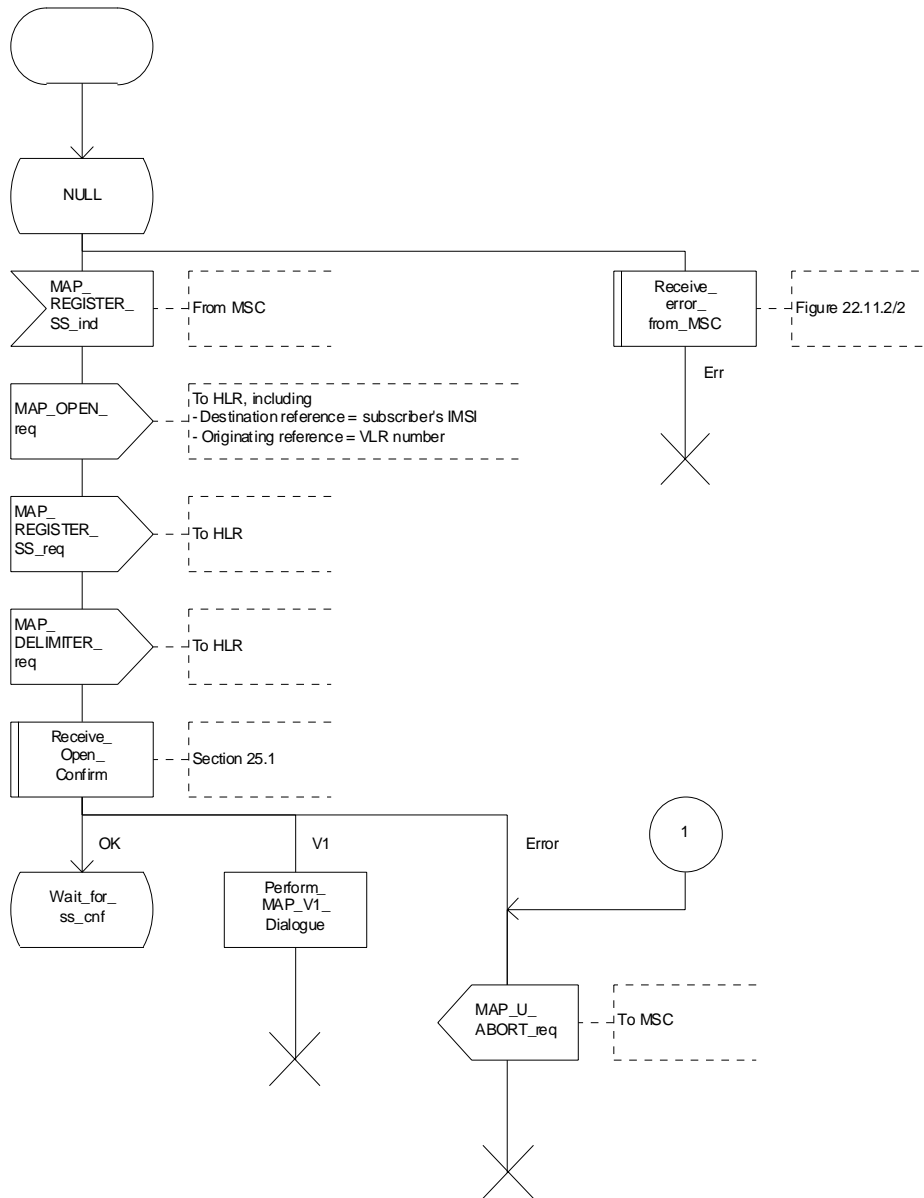 NULL
MAP_
REGISTER_
SS_ind
From MSC
Receive_
error_
from_MSC
Figure 22.11.2/2
Err
MAP_OPEN_
req
To HLR, including
- Destination reference = subscriber's IMSI
- Originating reference = VLR number
MAP_
REGISTER_
SS_req
To HLR
MAP_
DELIMITER_
req
To HLR
Receive_
Open_
Confirm
Section 25.1
OK
V1
Error
1
Wait_for_
ss_cnf
Perform_
MAP_V1_
Dialogue
MAP_U_
ABORT_req
To MSC